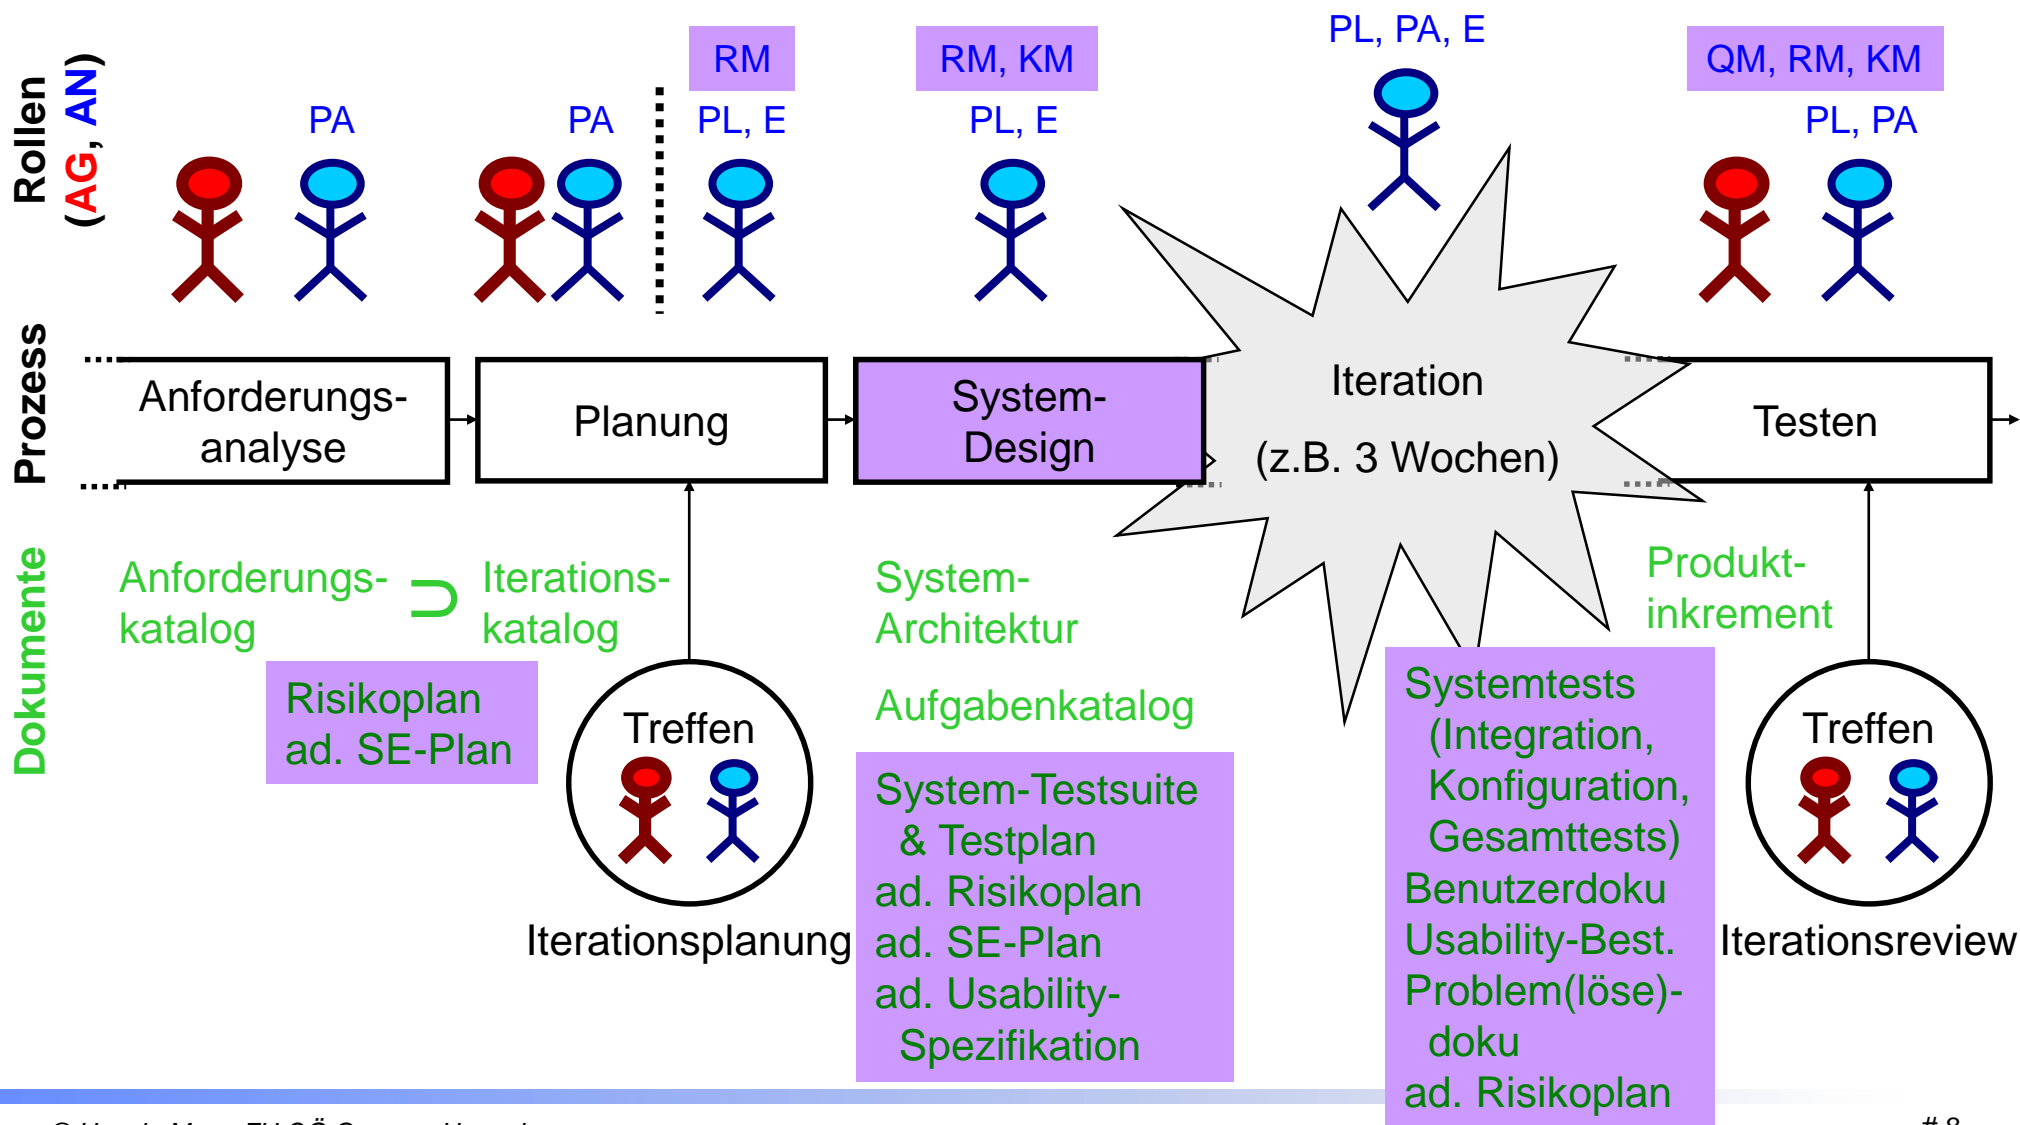 Rollen
(AG, AN)
PA
PA
RM
PL, E
RM, KM
PL, E
PL, PA, E
QM, RM, KM
PL, PA
Prozess
Anforderungs-
analyse
Planung
System-
Design
Iteration
(z.B. 3 Wochen)
Testen
Dokumente
Anforderungs-
katalog
⊃
Iterations-
katalog
Risikoplan
ad. SE-Plan
Treffen
Iterationsplanung
System-
Architektur
Aufgabenkatalog
System-Testsuite
& Testplan
ad. Risikoplan
ad. SE-Plan
ad. Usability-
Spezifikation
Produkt-
inkrement
Systemtests
(Integration,
Konfiguration,
Gesamttests)
Benutzerdoku
Usability-Best.
Problem(löse)-
doku
ad. Risikoplan
Treffen
Iterationsreview